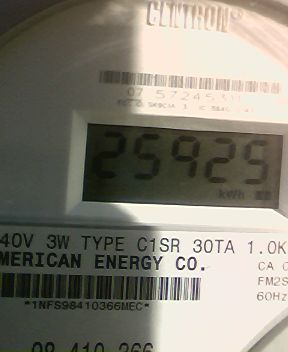 CENTRON®
25925
kWh
40V 3W TYPE C1SR 30TA 1.0K
MERICAN ENERGY CO.
CA 0
FM2S
60Hz
*1NFS98410366MEC*
98 410 366